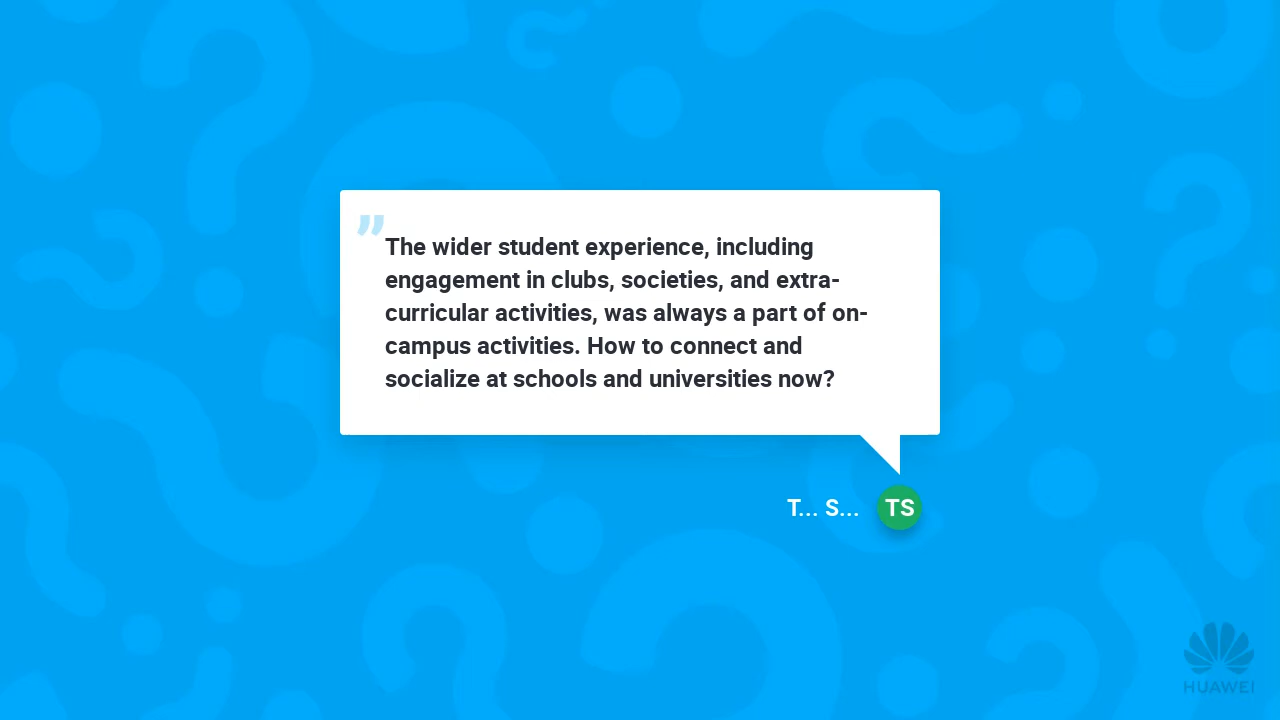 ”
The wider student experience, including
engagement in clubs, societies, and extra-
curricular activities, was always a part of on-
campus activities. How to connect and
socialize at schools and universities now?
T... S... TS
HUAWEI